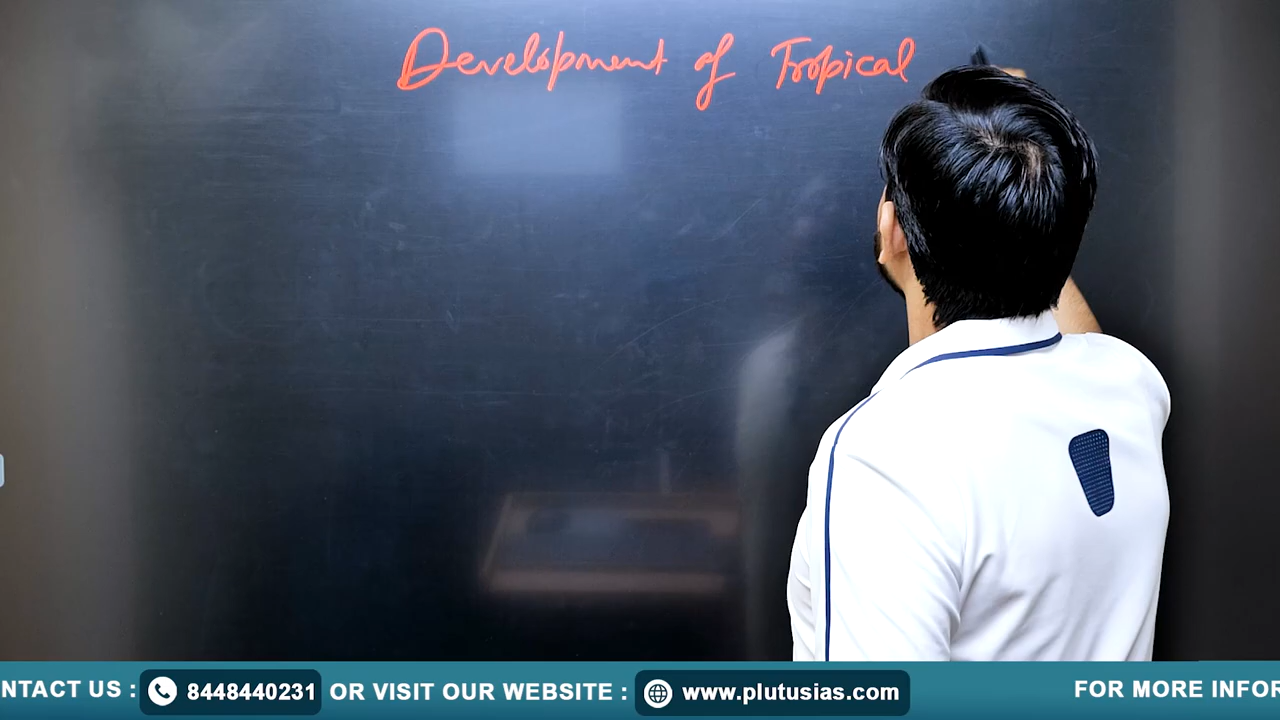 Development of Tropical
NTACT US : 8448440231 OR VISIT OUR WEBSITE : www.plutusias.com FOR MORE INFOR